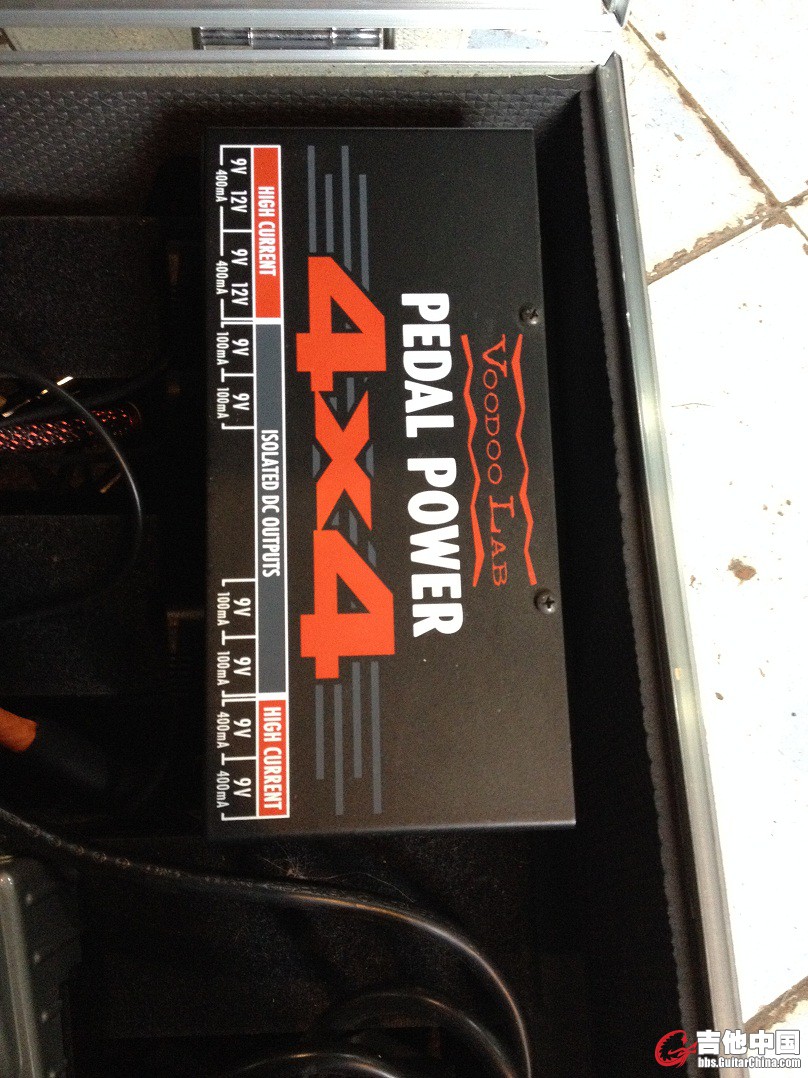 VOODOO LAB
PEDAL POWER
4x4
HIGH CURRENT ISOLATED DC OUTPUTS HIGH CURRENT
9V 12V 9V 12V 9V 9V 9V 9V 9V 9V
400mA 400mA 100mA 100mA 100mA 100mA 400mA 400mA
吉他中国
bbs.GuitarChina.com